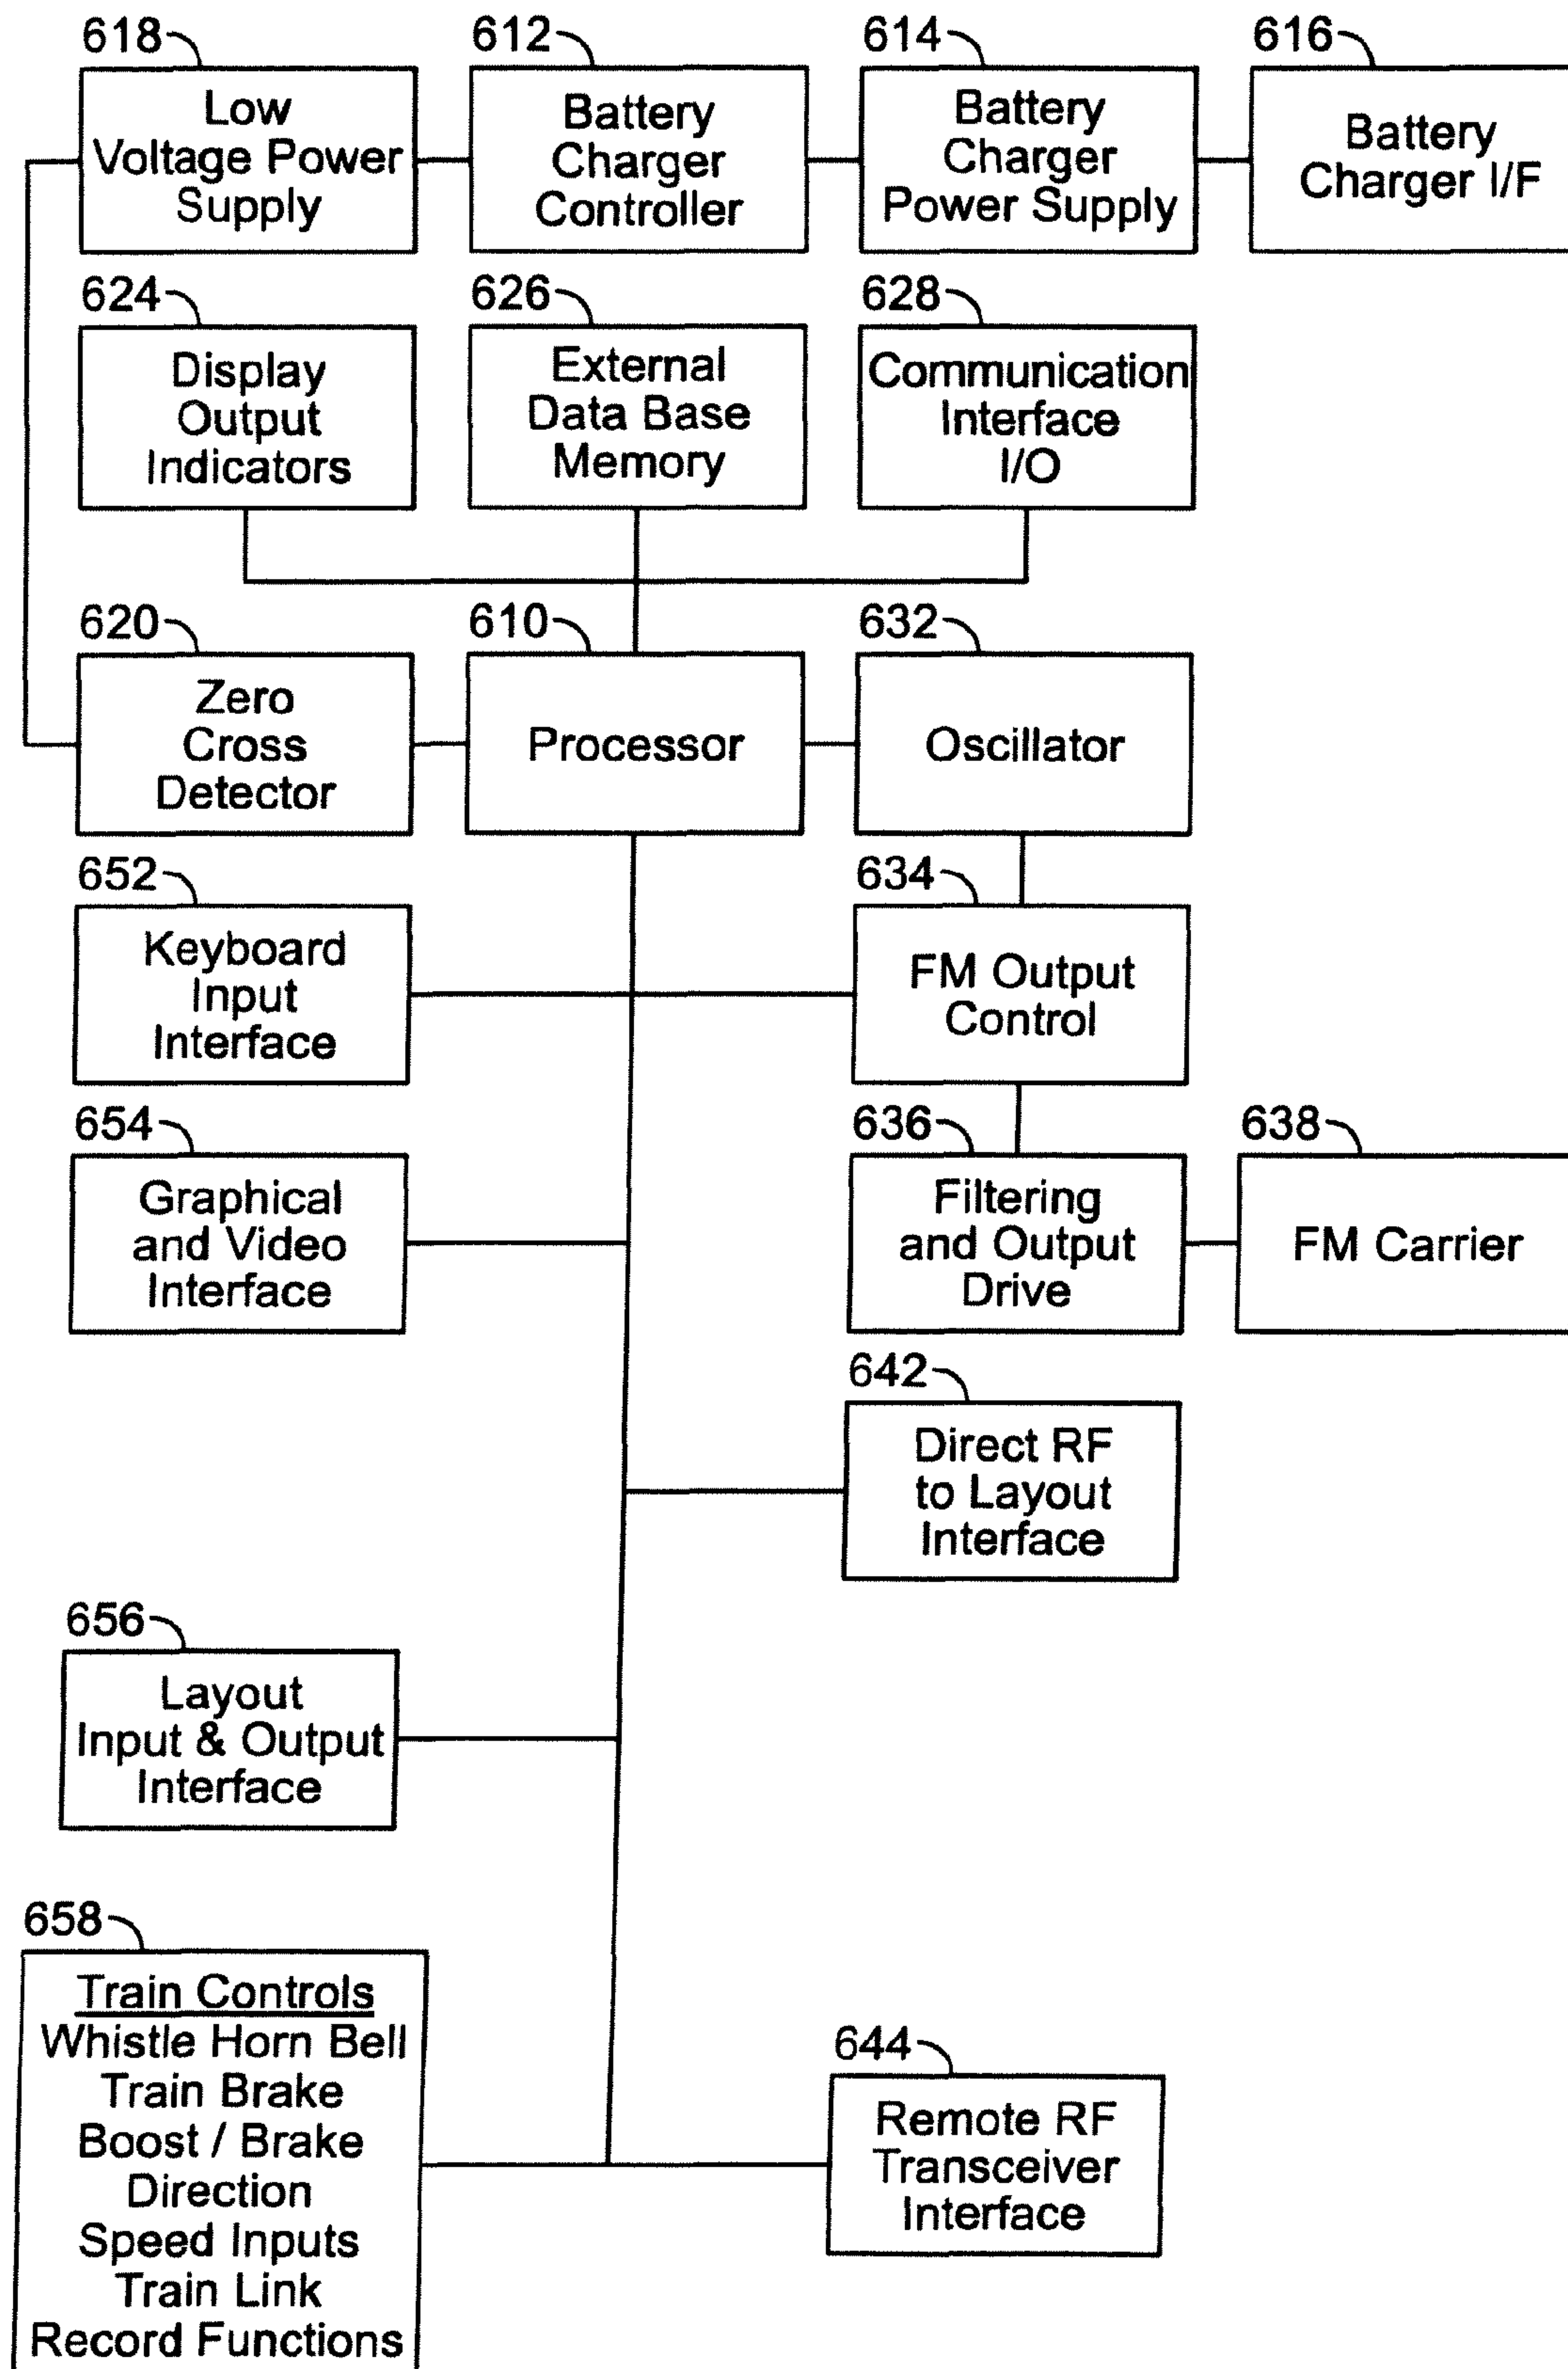 618
Low
Voltage Power
Supply
612
Battery
Charger
Controller
614
Battery
Charger
Power Supply
616
Battery
Charger I/F
624
Display
Output
Indicators
626
External
Data Base
Memory
628
Communication
Interface
I/O
620
Zero
Cross
Detector
610
Processor
632
Oscillator
652
Keyboard
Input
Interface
634
FM Output
Control
654
Graphical
and Video
Interface
636
Filtering
and Output
Drive
638
FM Carrier
642
Direct RF
to Layout
Interface
656
Layout
Input & Output
Interface
658
Train Controls
Whistle Horn Bell
Train Brake
Boost / Brake
Direction
Speed Inputs
Train Link
Record Functions
644
Remote RF
Transceiver
Interface